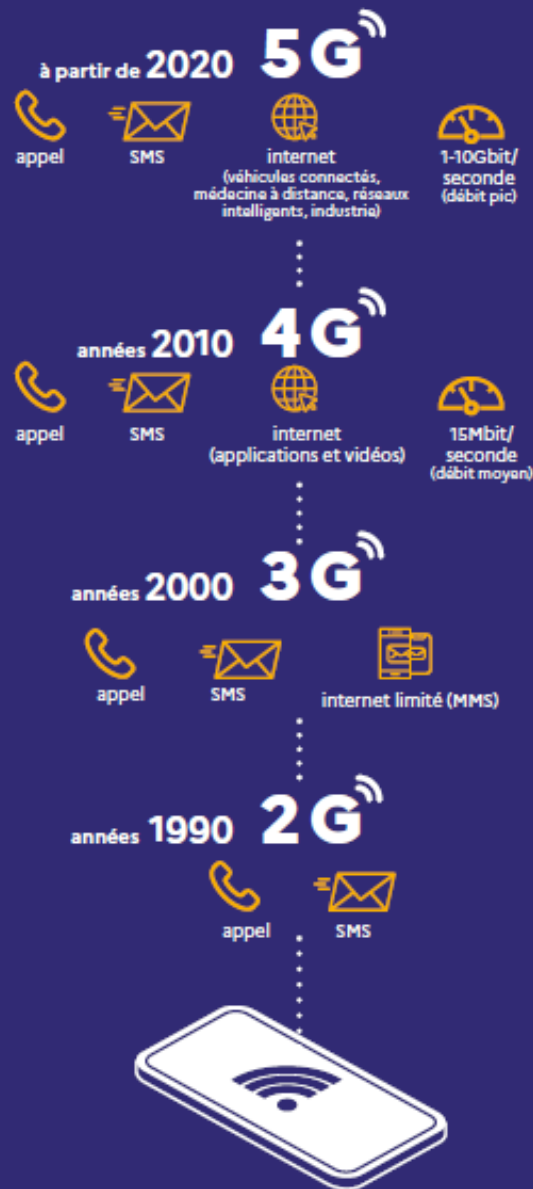 à partir de 2020 5G
appel
SMS
internet
(véhicules connectés,
médecine à distance, réseaux
intelligents, industrie)
1-10Gbit/
seconde
(débit pic)
années 2010 4G
appel
SMS
internet
(applications et vidéos)
15Mbit/
seconde
(débit moyen)
années 2000 3G
appel
SMS
internet limité (MMS)
années 1990 2G
appel
SMS